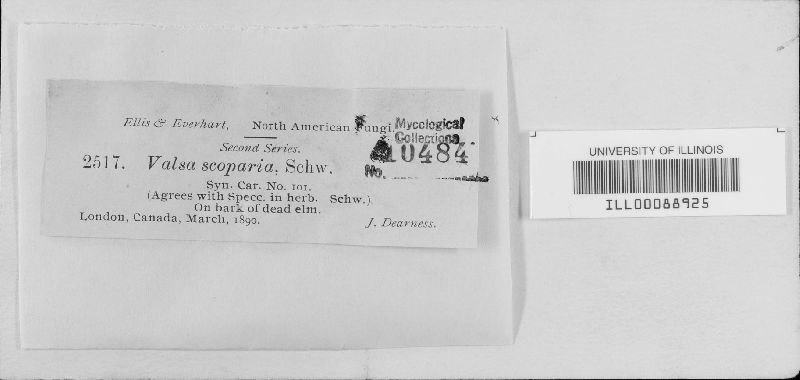 Ellis & Everhart, North American Fungi.
Second Series.
2517. Valsa scoparia, Schw.
Syn. Car. No. 101.
(Agrees with Specc. in herb. Schw.)
On bark of dead elm.
London, Canada, March, 1890. J. Dearness.
Mycological
Collections.
10484
No.
UNIVERSITY OF ILLINOIS
ILL00088925